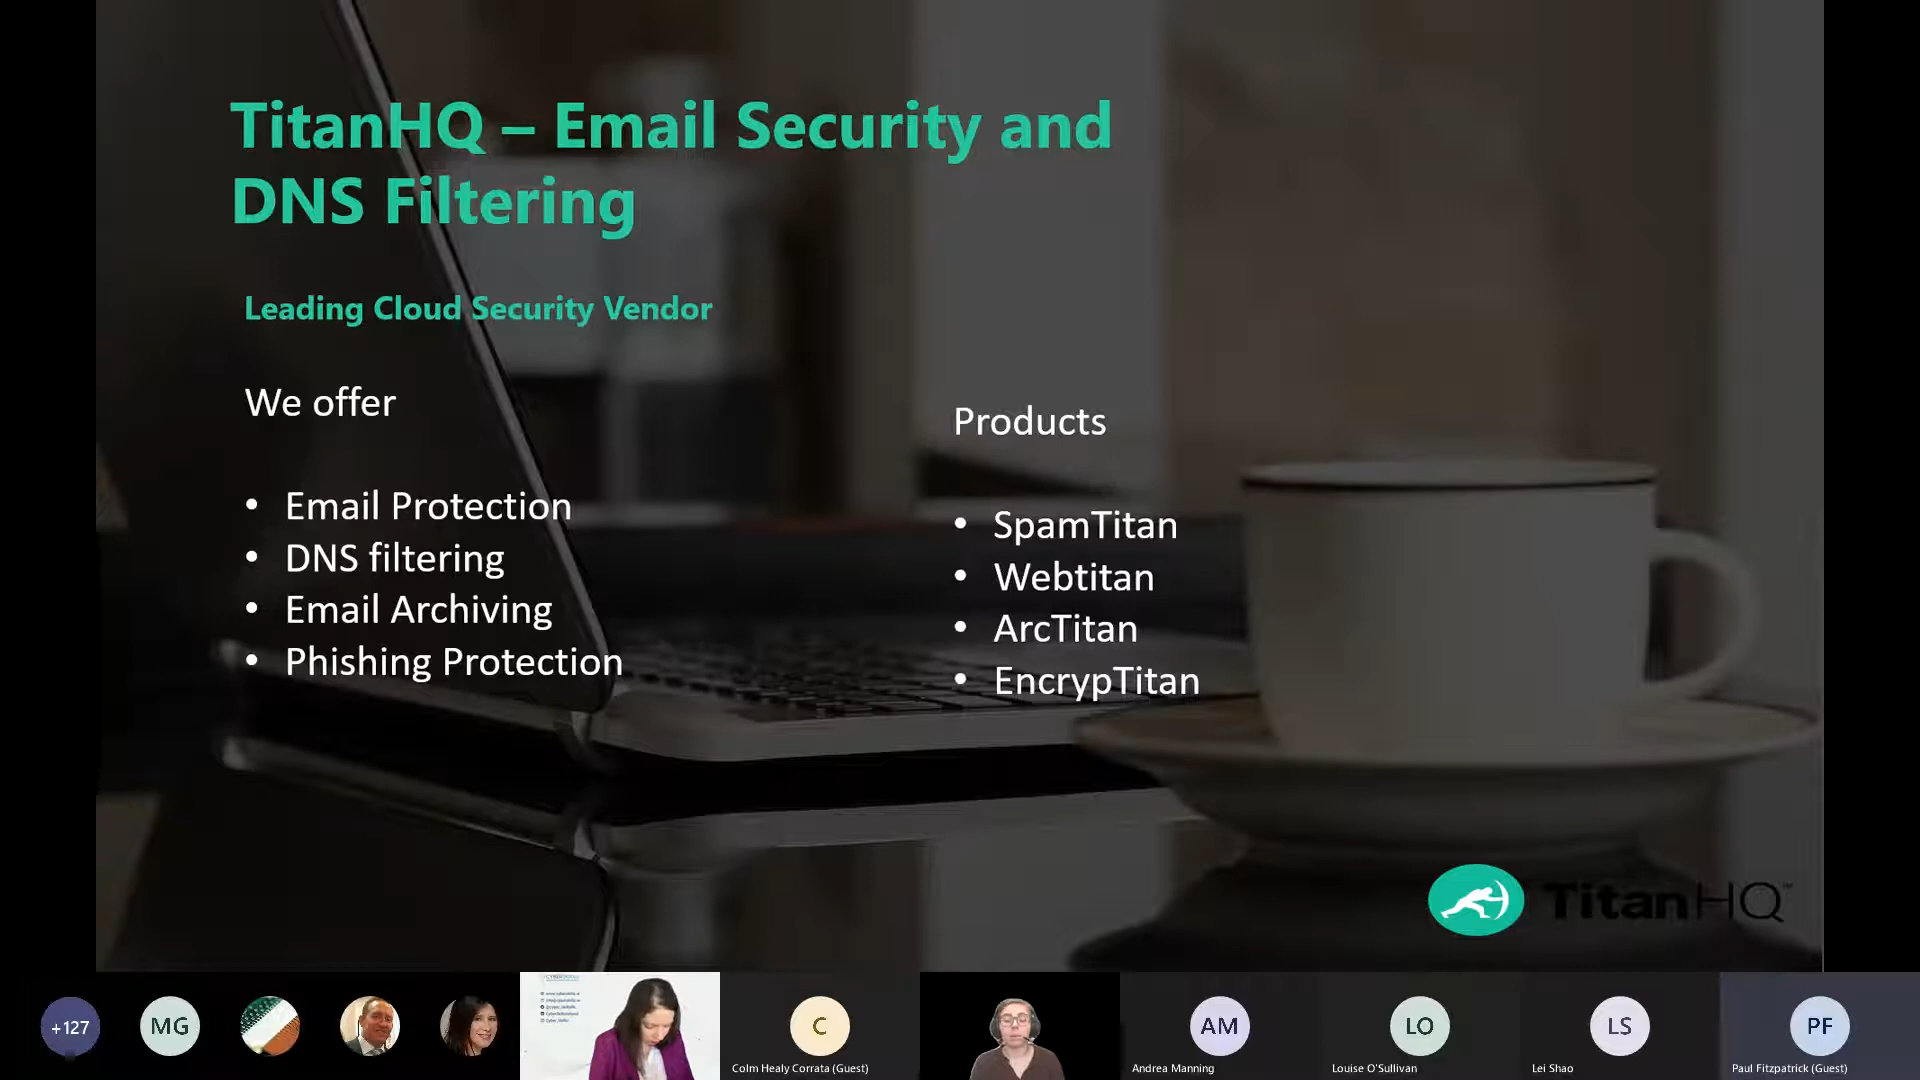 TitanHQ – Email Security and
DNS Filtering
Leading Cloud Security Vendor
We offer
• Email Protection
• DNS filtering
• Email Archiving
• Phishing Protection
Products
• SpamTitan
• Webtitan
• ArcTitan
• EncrypTitan
TitanHQ™
+127
MG
C
Colm Healy Corrata (Guest)
AM
Andrea Manning
LO
Louise O'Sullivan
LS
Lei Shao
PF
Paul Fitzpatrick (Guest)